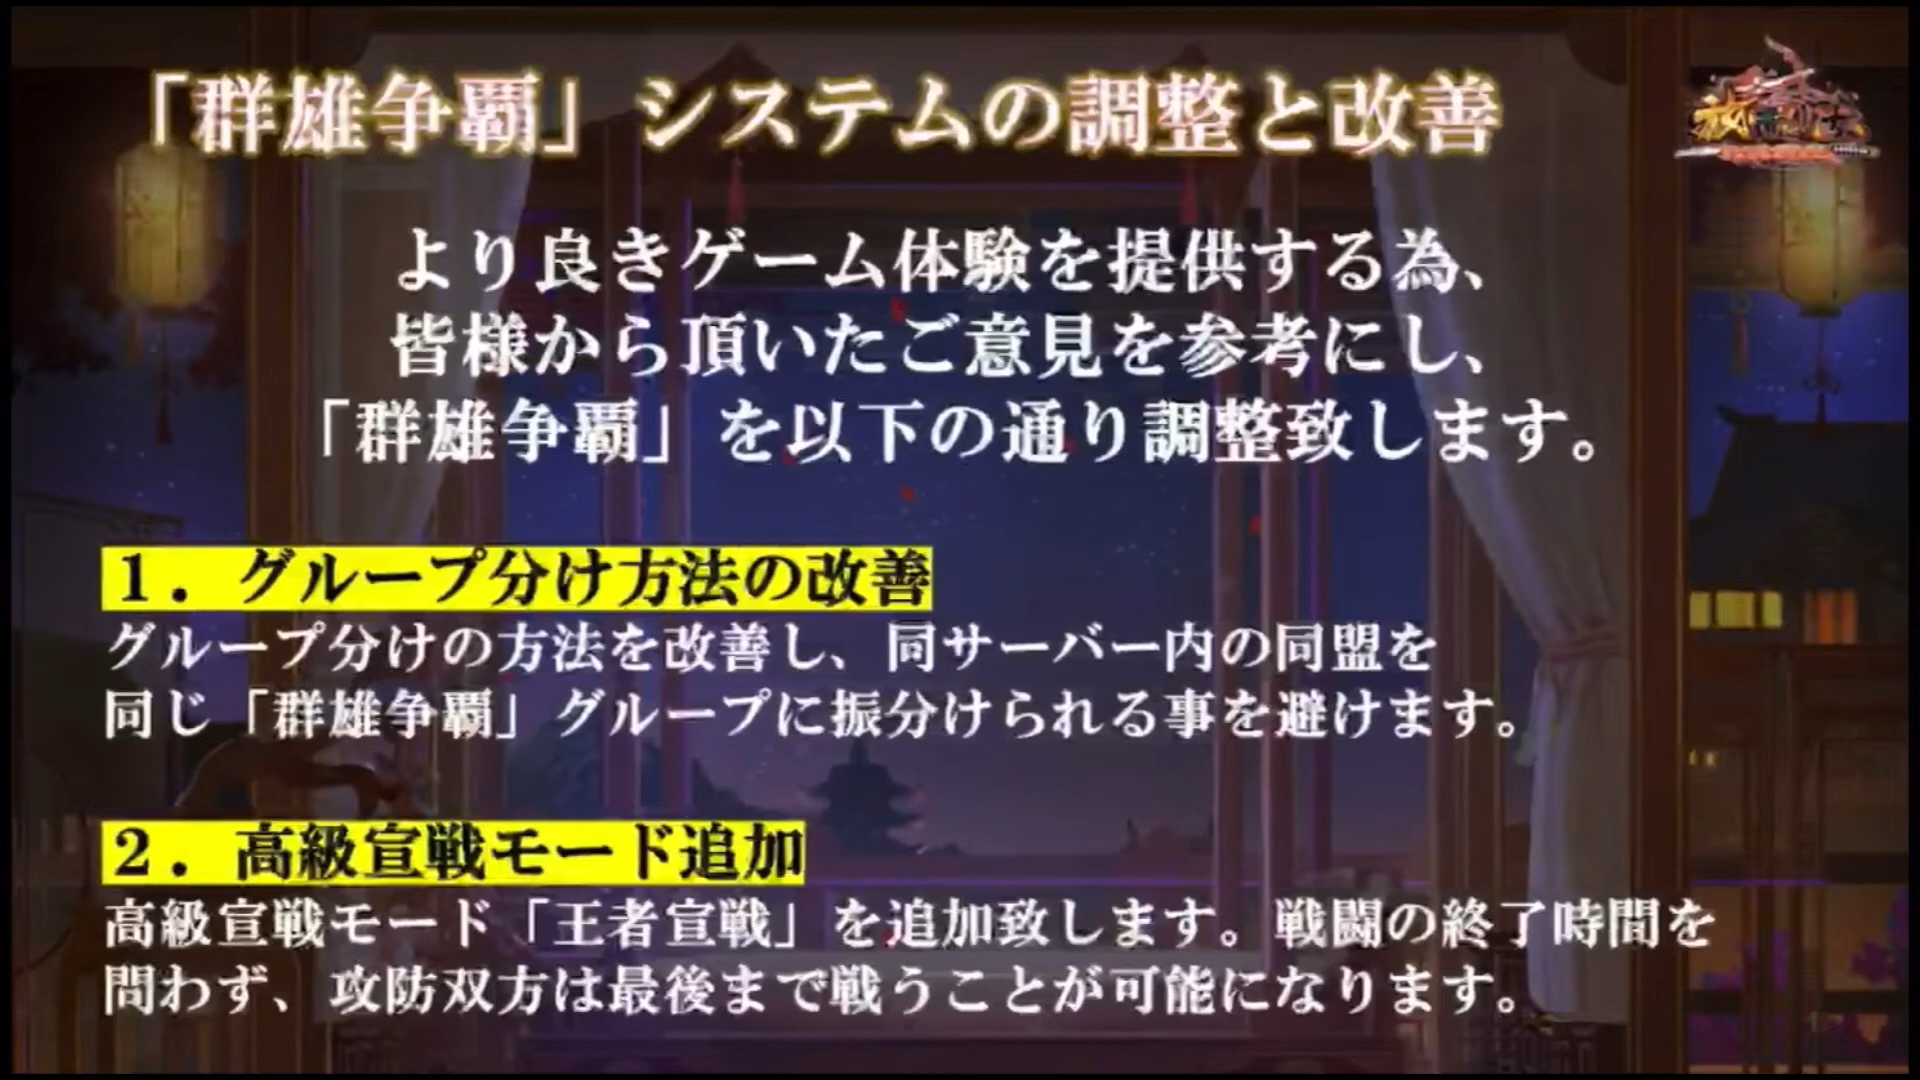 「群雄争覇」システムの調整と改善
放置少女
より良きゲーム体験を提供する為、
皆様から頂いたご意見を参考にし、
「群雄争覇」を以下の通り調整致します。
１．グループ分け方法の改善
グループ分けの方法を改善し、同サーバー内の同盟を
同じ「群雄争覇」グループに振分けられる事を避けます。
２．高級宣戦モード追加
高級宣戦モード「王者宣戦」を追加致します。戦闘の終了時間を
問わず、攻防双方は最後まで戦うことが可能になります。